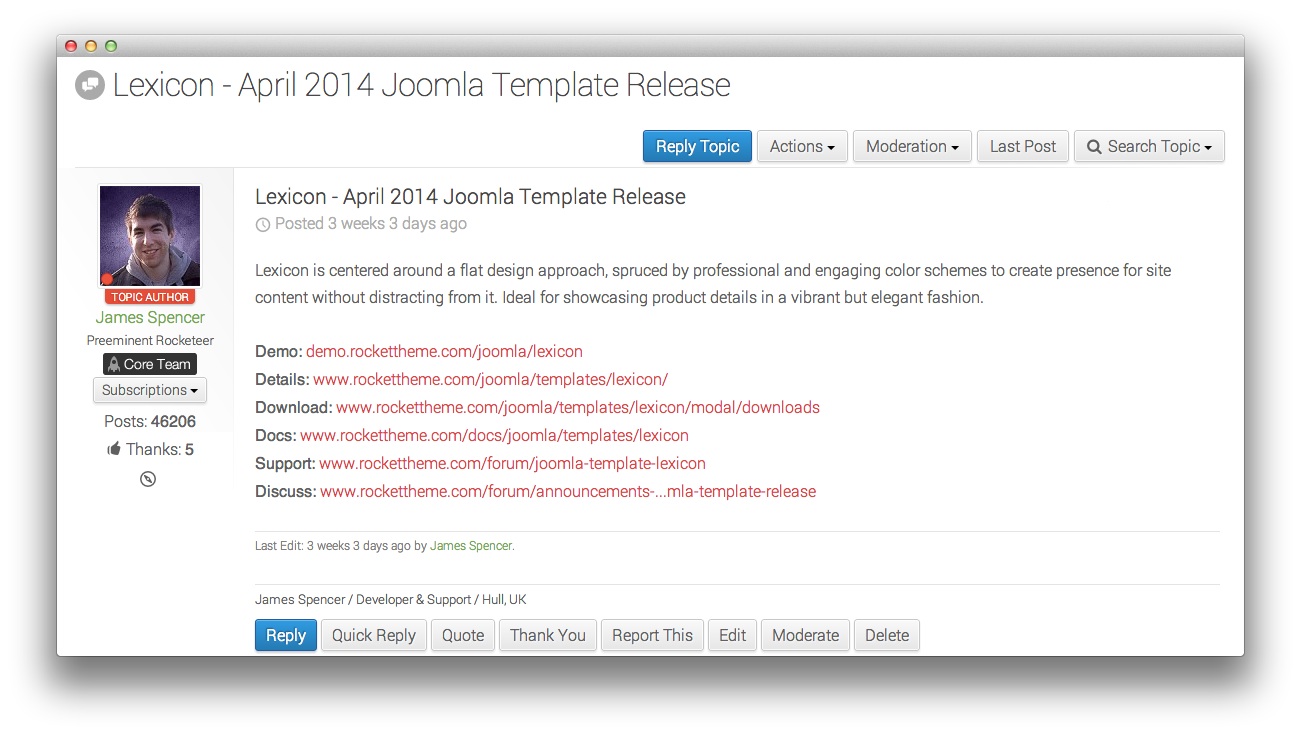 Lexicon - April 2014 Joomla Template Release
Reply Topic
Actions
Moderation
Last Post
Search Topic
TOPIC AUTHOR
James Spencer
Preeminent Rocketeer
Core Team
Subscriptions
Posts: 46206
Thanks: 5
Lexicon - April 2014 Joomla Template Release
Posted 3 weeks 3 days ago
Lexicon is centered around a flat design approach, spruced by professional and engaging color schemes to create presence for site
content without distracting from it. Ideal for showcasing product details in a vibrant but elegant fashion.
Demo: demo.rockettheme.com/joomla/lexicon
Details: www.rockettheme.com/joomla/templates/lexicon/
Download: www.rockettheme.com/joomla/templates/lexicon/modal/downloads
Docs: www.rockettheme.com/docs/joomla/templates/lexicon
Support: www.rockettheme.com/forum/joomla-template-lexicon
Discuss: www.rockettheme.com/forum/announcements-...mla-template-release
Last Edit: 3 weeks 3 days ago by James Spencer.
James Spencer / Developer & Support / Hull, UK
Reply
Quick Reply
Quote
Thank You
Report This
Edit
Moderate
Delete